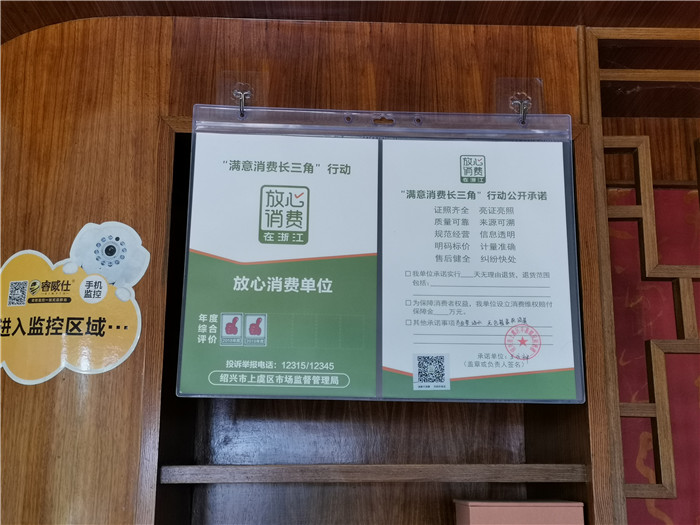 睿威仕
手机
监控
进入监控区域…
“满意消费长三角”行动
放心
消费
在浙江
放心消费单位
年度
综合
评价
投诉举报电话：12315/12345
绍兴市上虞区市场监督管理局
放心
消费
在浙江
“满意消费长三角”行动公开承诺
证照齐全 亮证亮照
质量可靠 来源可溯
规范经营 信息透明
明码标价 计量准确
售后健全 纠纷快处
□我单位承诺实行 天无理由退货，退货范围
包括：
□为保障消费者权益，我单位设立消费维权赔付
保障金 万元。
□其他承诺事项
承诺单位：
（盖章或负责人签名）